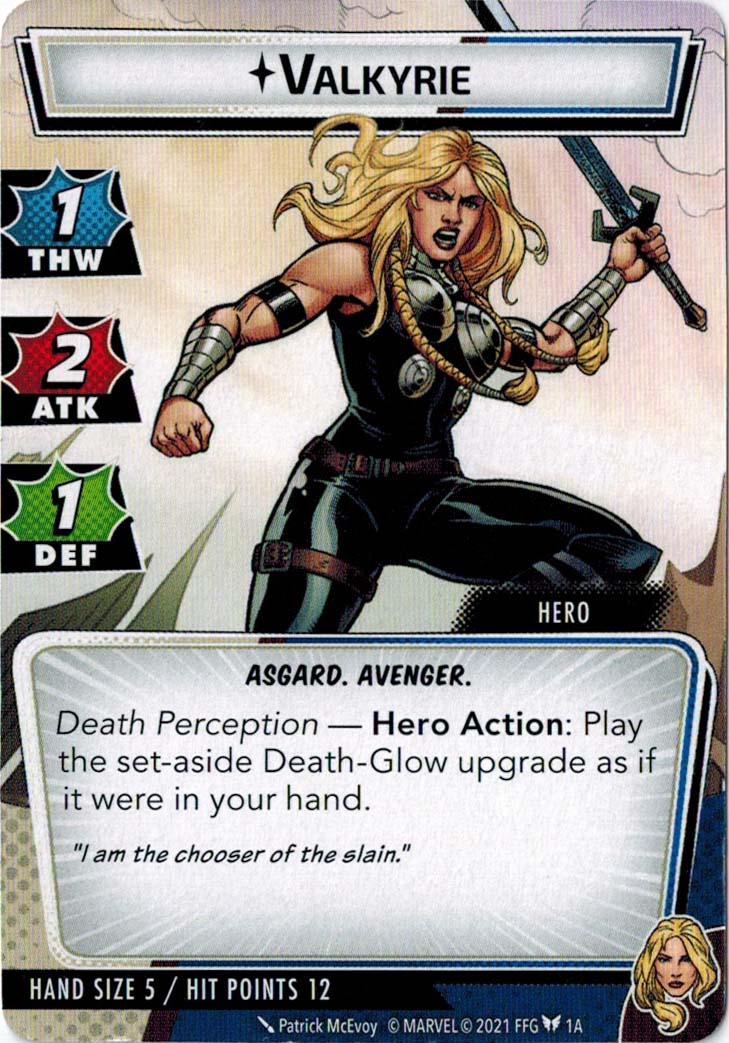 VALKYRIE
1
THW
2
ATK
1
DEF
HERO
ASGARD. AVENGER.
Death Perception — Hero Action: Play
the set-aside Death-Glow upgrade as if
it were in your hand.
"I am the chooser of the slain."
HAND SIZE 5 / HIT POINTS 12
Patrick McEvoy © MARVEL © 2021 FFG 1A